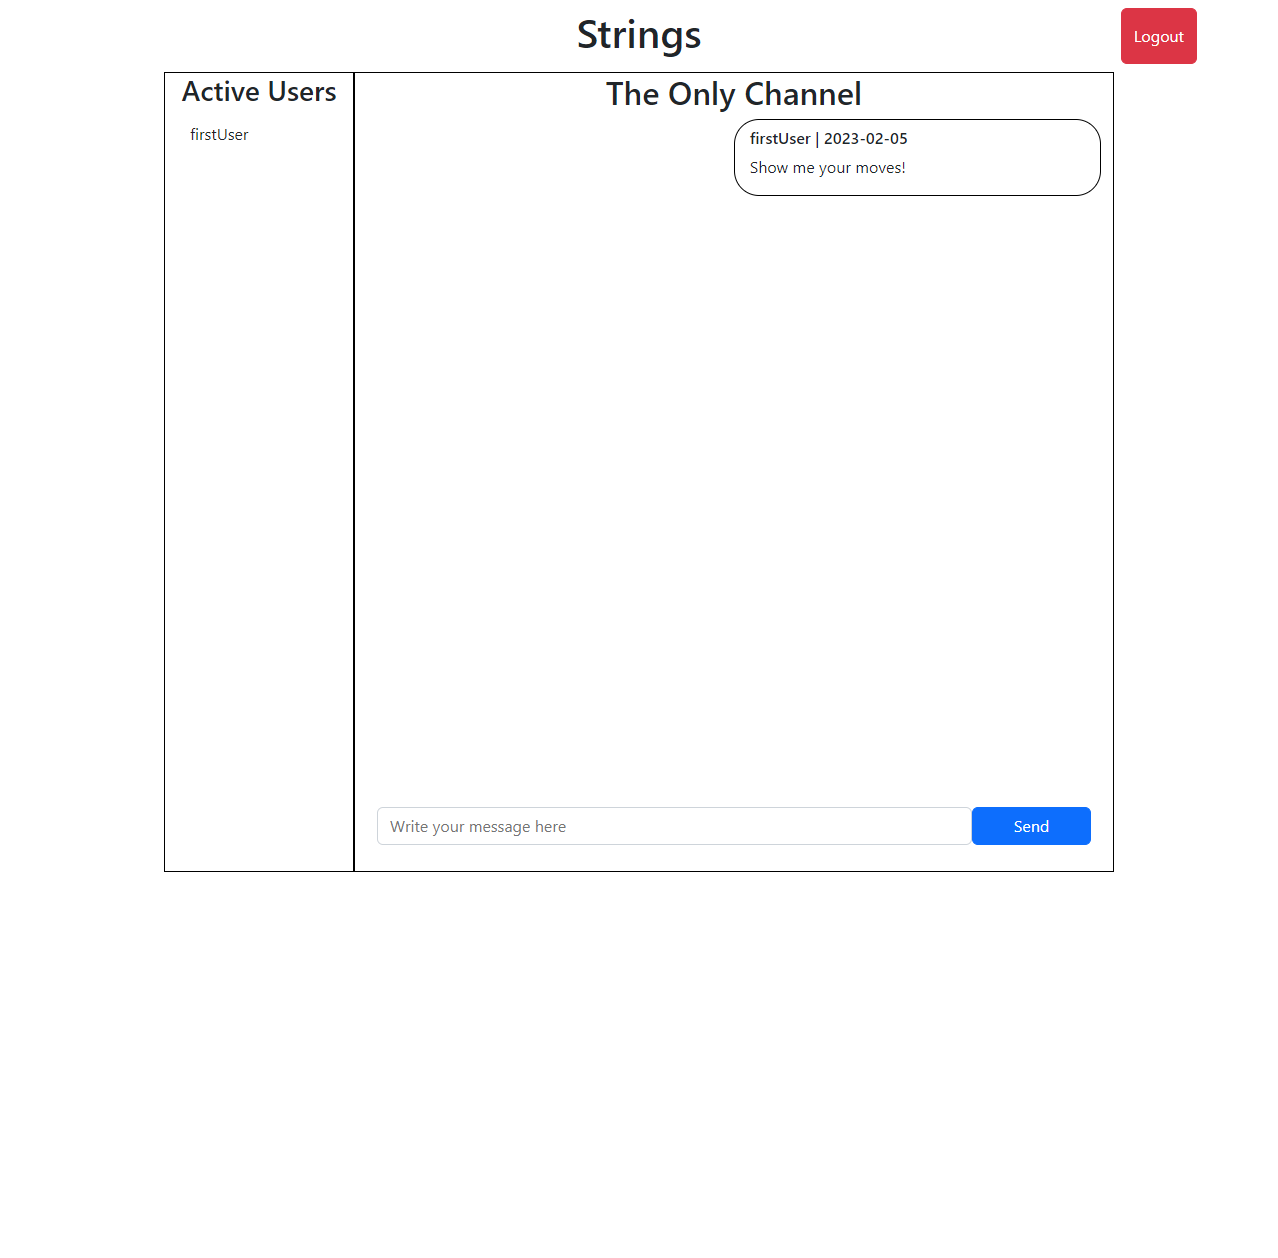 Strings
Logout
Active Users
firstUser
The Only Channel
firstUser | 2023-02-05
Show me your moves!
Write your message here
Send